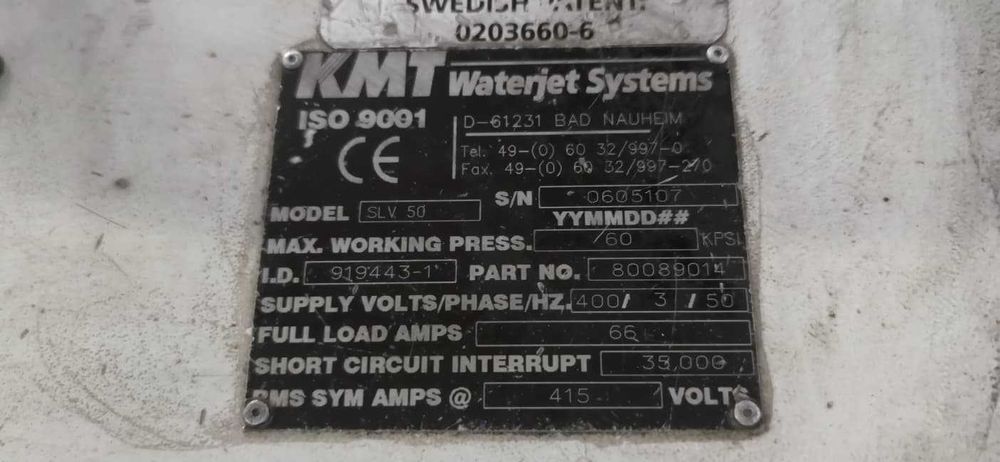 SWEDISH PATENT:
0203660-6
KMT Waterjet Systems
ISO 9001
D-61231 BAD NAUHEIM
Tel. 49-(0) 60 32/997-0
Fax. 49-(0) 60 32/997-270
CE
S/N 0605107
MODEL SLV 50
YYMMDD##
MAX. WORKING PRESS. 60 KPSI
I.D. 919443-1 PART NO. 80089014
SUPPLY VOLTS/PHASE/HZ. 400/ 3 / 50
FULL LOAD AMPS 66
SHORT CIRCUIT INTERRUPT 35,000
RMS SYM AMPS @ 415 VOLTS